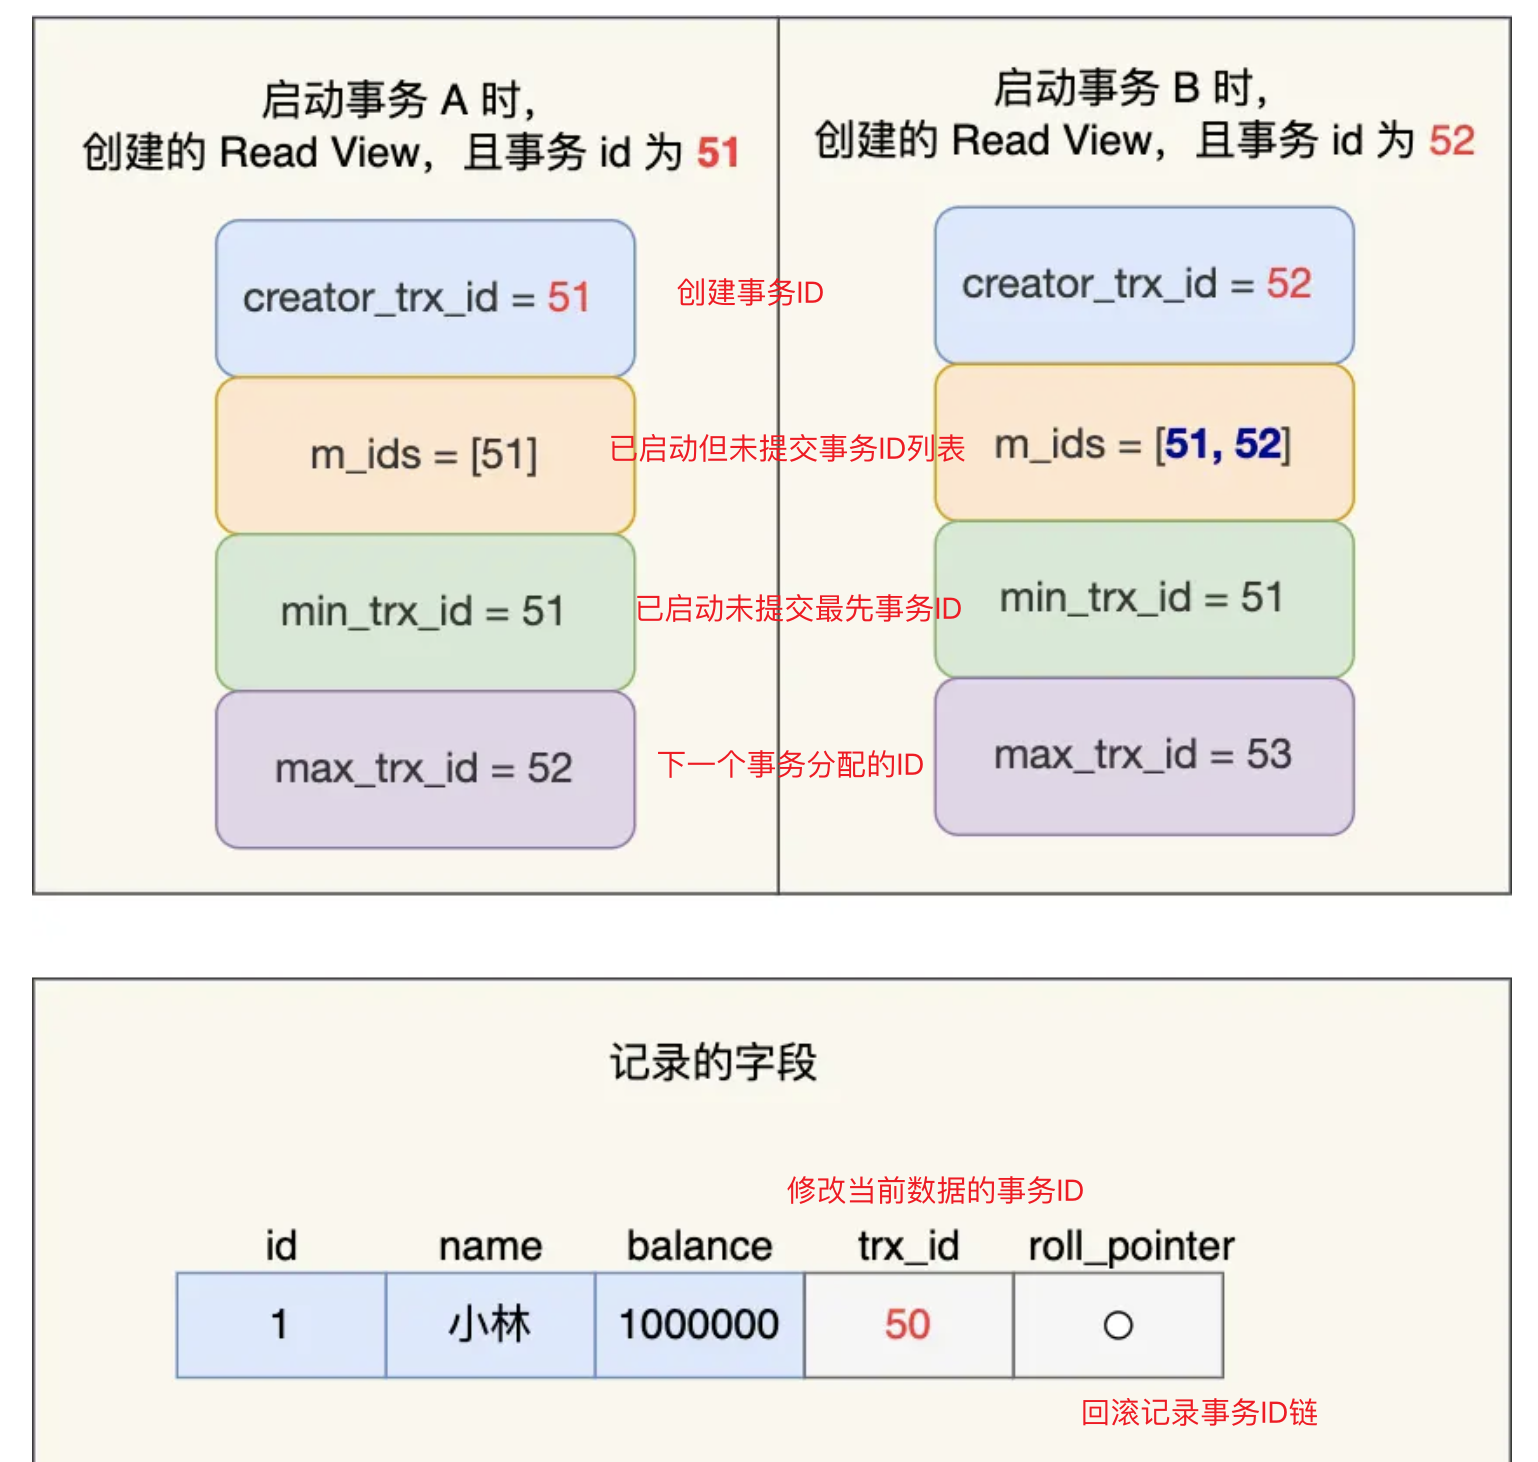 启动事务 A 时，
创建的 Read View，且事务 id 为 51
启动事务 B 时，
创建的 Read View，且事务 id 为 52
creator_trx_id = 51
创建事务ID
creator_trx_id = 52
m_ids = [51]
已启动但未提交事务ID列表
m_ids = [51, 52]
min_trx_id = 51
已启动未提交最先事务ID
min_trx_id = 51
max_trx_id = 52
下一个事务分配的ID
max_trx_id = 53
记录的字段
修改当前数据的事务ID
id name balance trx_id roll_pointer
1 小林 1000000 50
回滚记录事务ID链